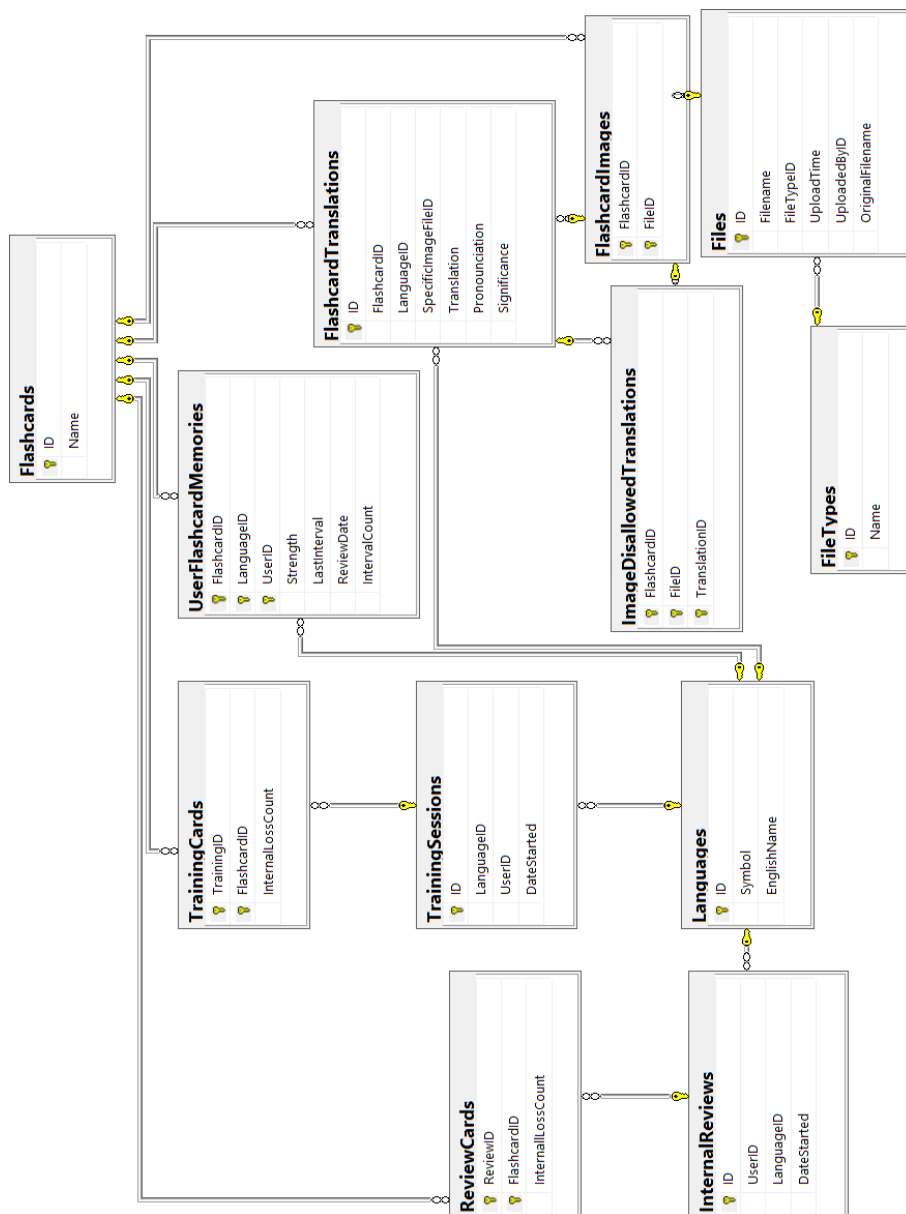 Flashcards
ID
Name
UserFlashcardMemories
FlashcardID
LanguageID
UserID
Strength
LastInterval
ReviewDate
IntervalCount
FlashcardTranslations
ID
FlashcardID
LanguageID
SpecificImageFileID
Translation
Pronounciation
Significance
FlashcardImages
FlashcardID
FileID
TrainingCards
TrainingID
FlashcardID
InternalLossCount
TrainingSessions
ID
LanguageID
UserID
DateStarted
ImageDisallowedTranslations
FlashcardID
FileID
TranslationID
Files
ID
Filename
FileTypeID
UploadTime
UploadedByID
OriginalFilename
ReviewCards
ReviewID
FlashcardID
InternallLossCount
InternalReviews
ID
UserID
LanguageID
DateStarted
Languages
ID
Symbol
EnglishName
FileTypes
ID
Name